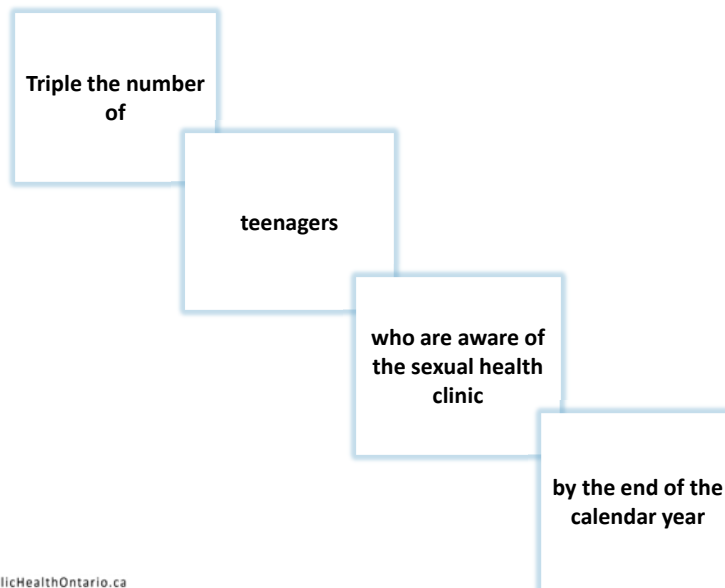 Triple the number
of
teenagers
who are aware of
the sexual health
clinic
by the end of the
calendar year
licHealthOntario.ca